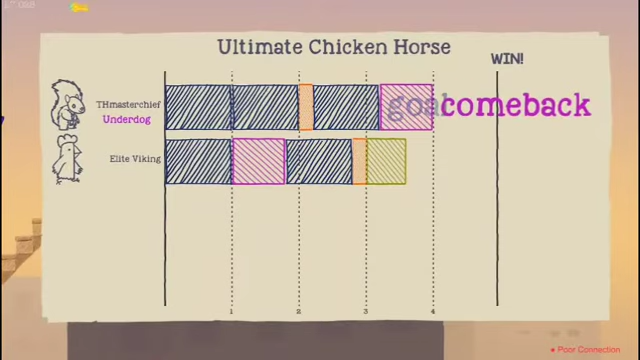 Ultimate Chicken Horse
WIN!
THmasterchief
Underdog
goal
comeback
Elite Viking
1
2
3
4
Poor Connection